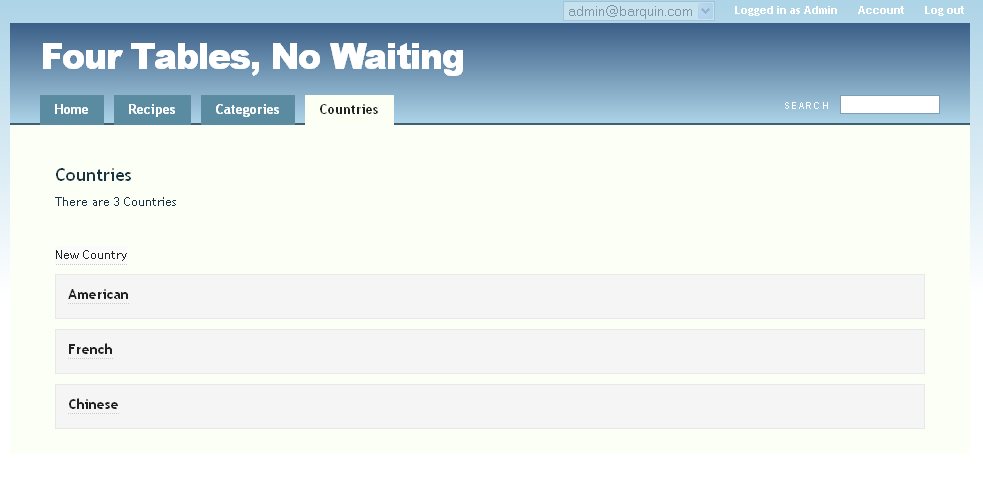 admin@barquin.com Logged in as Admin Account Log out
Four Tables, No Waiting
Home Recipes Categories Countries SEARCH
Countries
There are 3 Countries
New Country
American
French
Chinese